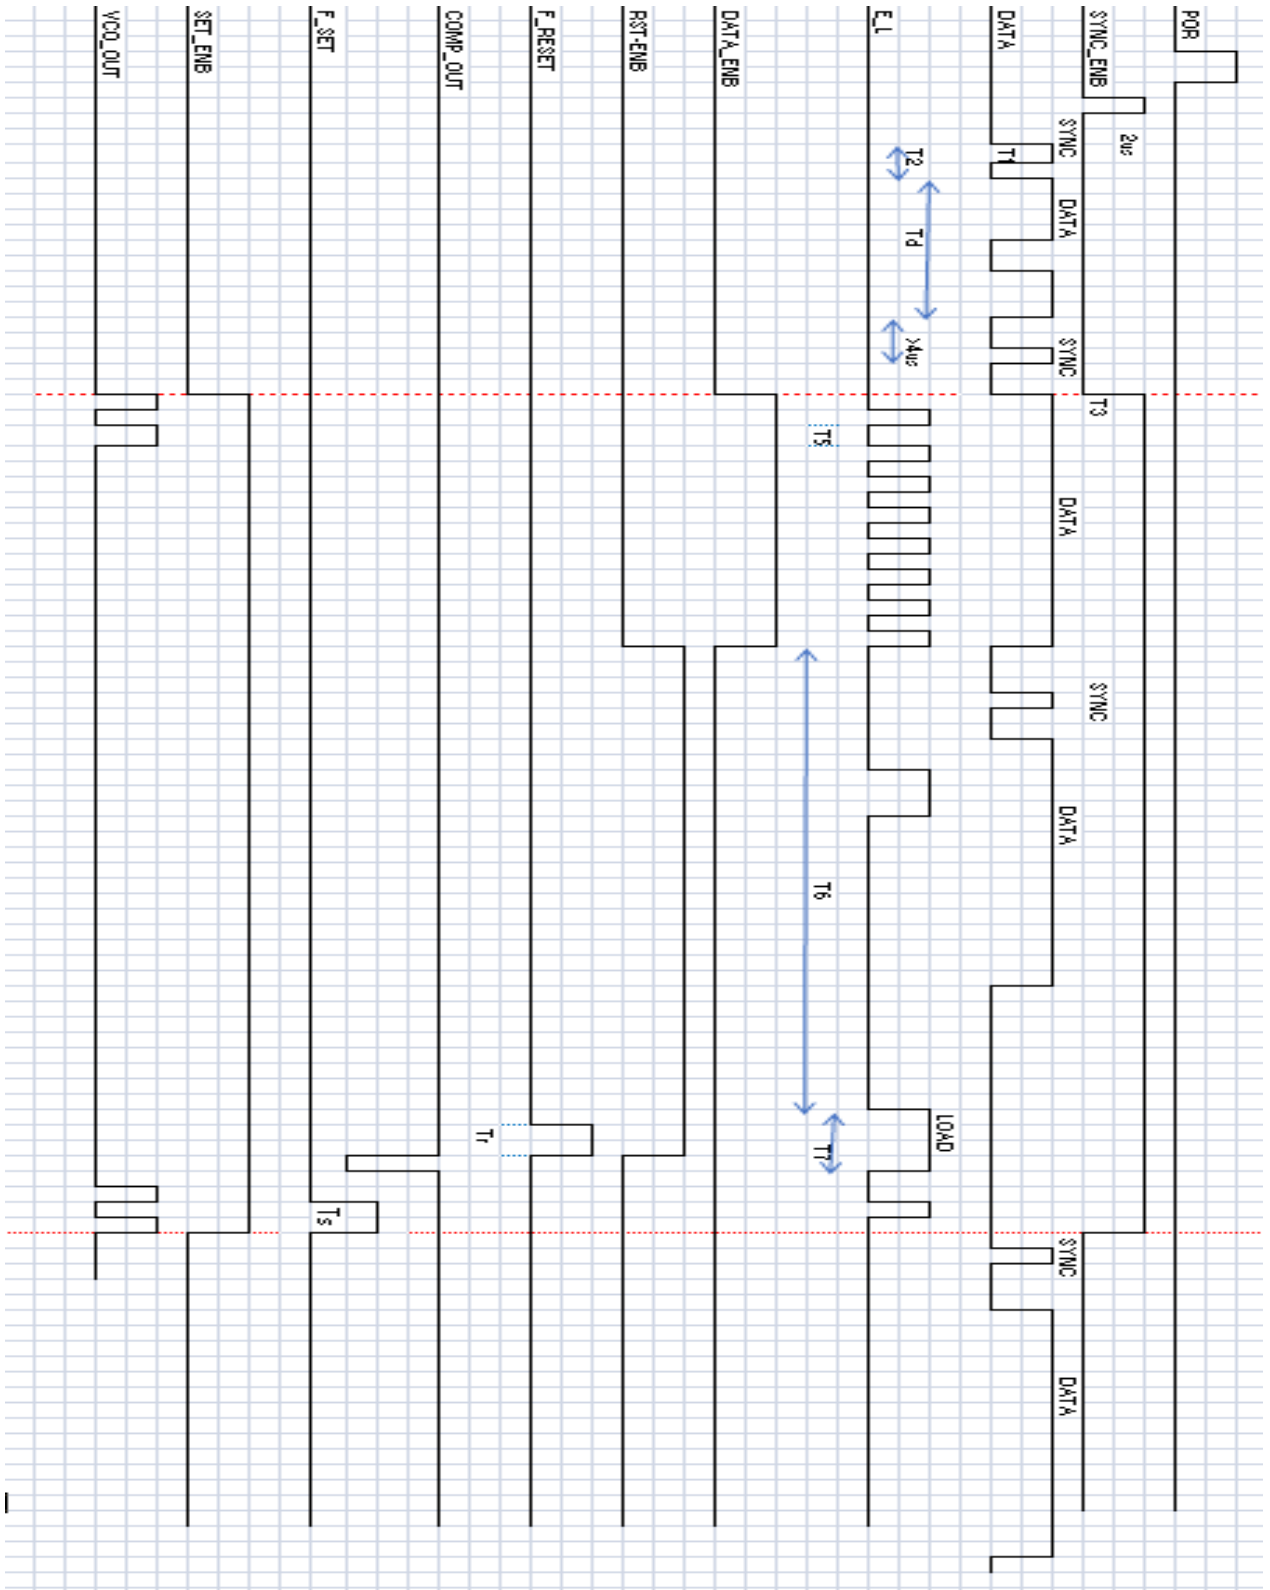 POR
SYNC_ENB
2us
T3
SYNC
DATA
SYNC
DATA
SYNC
DATA
SYNC
DATA
DATA
T1
E_L
T2
Td
>4us
LOAD
T5
T6
T7
DATA_ENB
RST-ENB
F_RESET
Tr
COMP_OUT
F_SET
Ts
SET_ENB
VCO_OUT